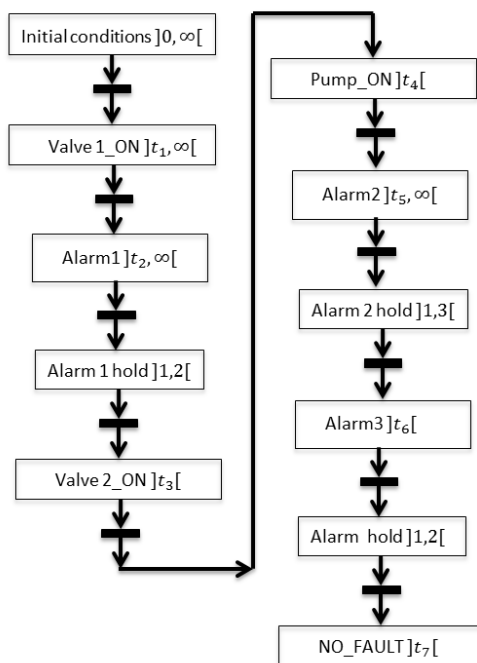 Initial conditions ]0, ∞[
Valve 1_ON ]t₁, ∞[
Alarm1 ]t₂, ∞[
Alarm 1 hold ]1,2[
Valve 2_ON ]t₃[
Pump_ON ]t₄[
Alarm2 ]t₅, ∞[
Alarm 2 hold ]1,3[
Alarm3 ]t₆[
Alarm hold ]1,2[
NO_FAULT ]t₇[